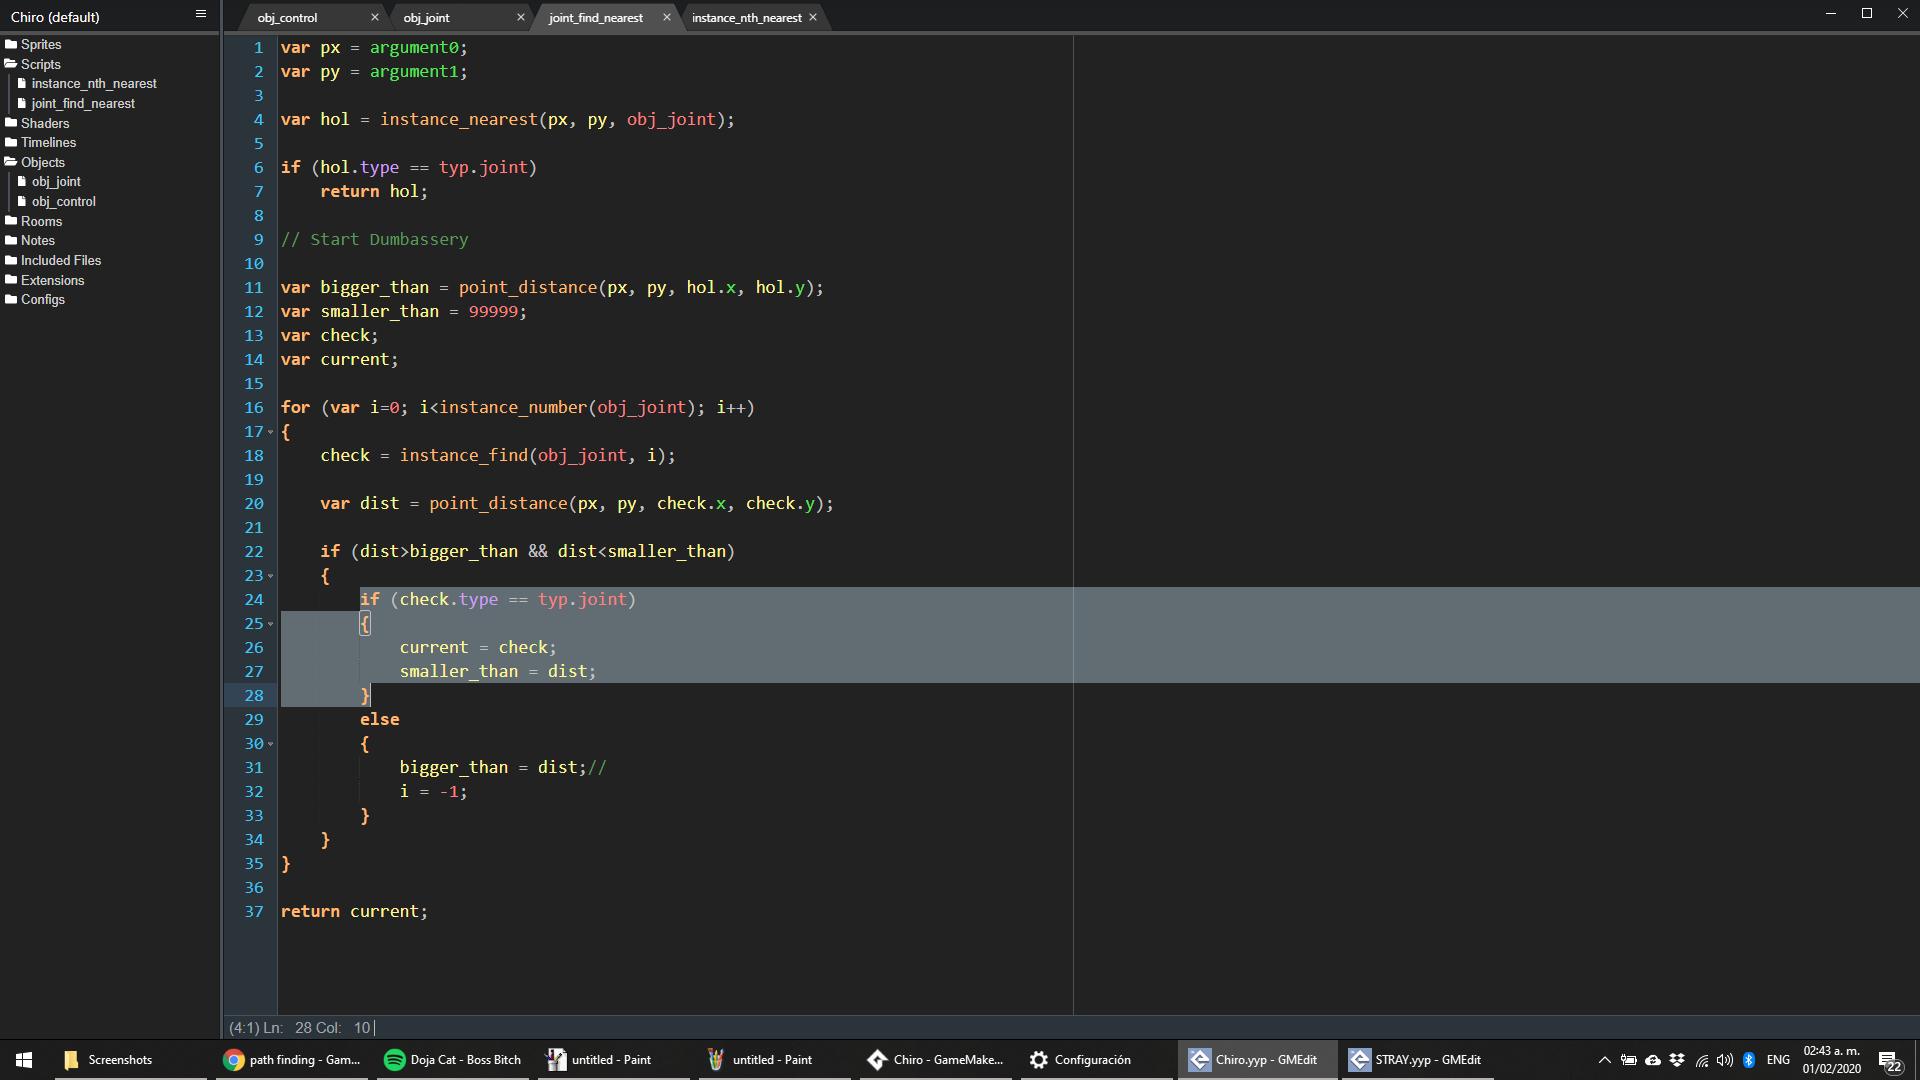 Chiro (default)
obj_control
obj_joint
joint_find_nearest
instance_nth_nearest
Sprites
Scripts
instance_nth_nearest
joint_find_nearest
Shaders
Timelines
Objects
obj_joint
obj_control
Rooms
Notes
Included Files
Extensions
Configs
1 var px = argument0;
2 var py = argument1;
3
4 var hol = instance_nearest(px, py, obj_joint);
5
6 if (hol.type == typ.joint)
7 return hol;
8
9 // Start Dumbassery
10
11 var bigger_than = point_distance(px, py, hol.x, hol.y);
12 var smaller_than = 99999;
13 var check;
14 var current;
15
16 for (var i=0; i<instance_number(obj_joint); i++)
17 {
18 check = instance_find(obj_joint, i);
19
20 var dist = point_distance(px, py, check.x, check.y);
21
22 if (dist>bigger_than && dist<smaller_than)
23 {
24 if (check.type == typ.joint)
25 {
26 current = check;
27 smaller_than = dist;
28 }
29 else
30 {
31 bigger_than = dist;//
32 i = -1;
33 }
34 }
35 }
36
37 return current;
(4:1) Ln: 28 Col: 10
Screenshots
path finding - Gam...
Doja Cat - Boss Bitch
untitled - Paint
untitled - Paint
Chiro - GameMake...
Configuración
Chiro.yyp - GMEdit
STRAY.yyp - GMEdit
ENG
02:43 a. m.
01/02/2020
22